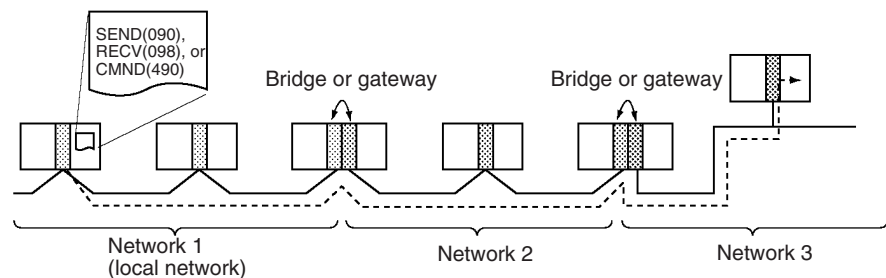 SEND(090),
RECV(098), or
CMND(490)
Bridge or gateway
Bridge or gateway
Network 1
(local network)
Network 2
Network 3